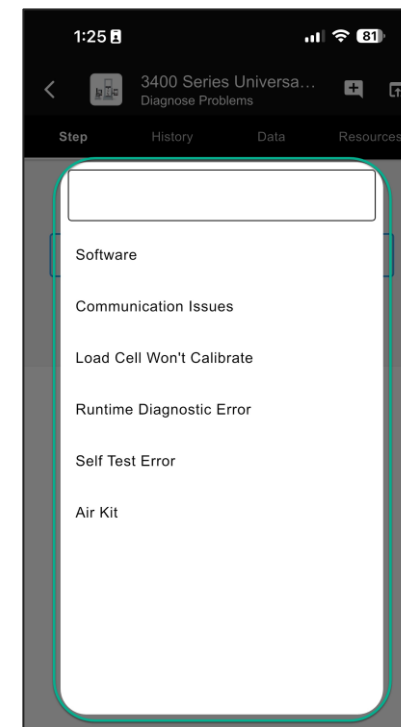 1:25
81
3400 Series Universa...
Diagnose Problems
Step History Data Resources
Software
Communication Issues
Load Cell Won't Calibrate
Runtime Diagnostic Error
Self Test Error
Air Kit